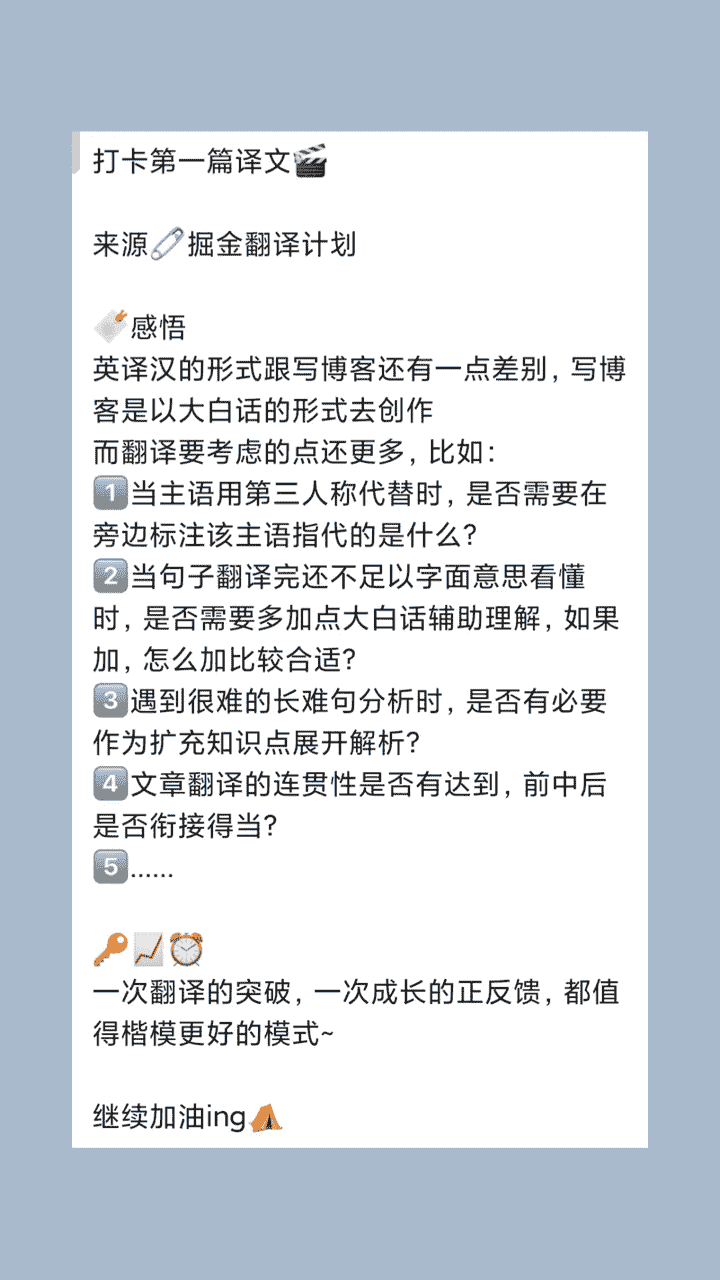 打卡第一篇译文🎬
来源🧷掘金翻译计划
🔖感悟
英译汉的形式跟写博客还有一点差别，写博
客是以大白话的形式去创作
而翻译要考虑的点还更多，比如：
1️⃣当主语用第三人称代替时，是否需要在
旁边标注该主语指代的是什么？
2️⃣当句子翻译完还不足以字面意思看懂
时，是否需要多加点大白话辅助理解，如果
加，怎么加比较合适？
3️⃣遇到很难的长难句分析时，是否有必要
作为扩充知识点展开解析？
4️⃣文章翻译的连贯性是否有达到，前中后
是否衔接得当？
5️⃣......
🔑📈⏰
一次翻译的突破，一次成长的正反馈，都值
得楷模更好的模式~
继续加油ing⛺